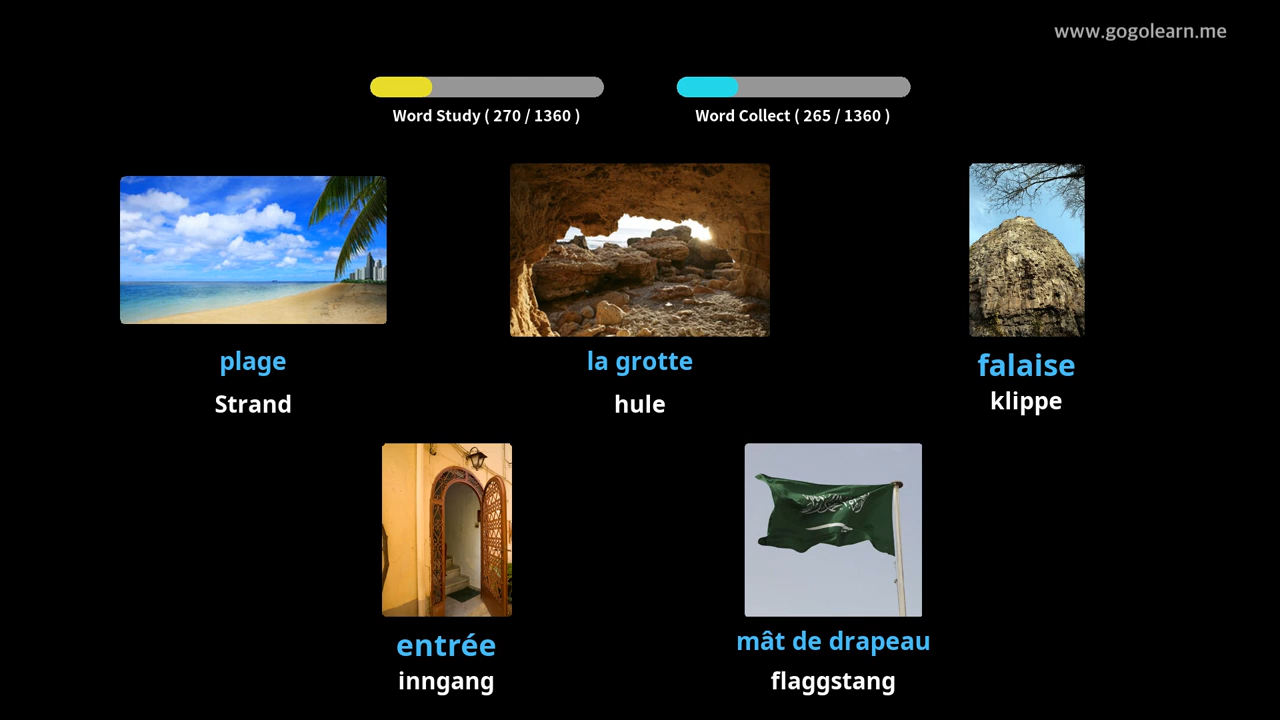 www.gogolearn.me
Word Study ( 270 / 1360 )
Word Collect ( 265 / 1360 )
plage
Strand
la grotte
hule
falaise
klippe
entrée
inngang
mât de drapeau
flaggstang